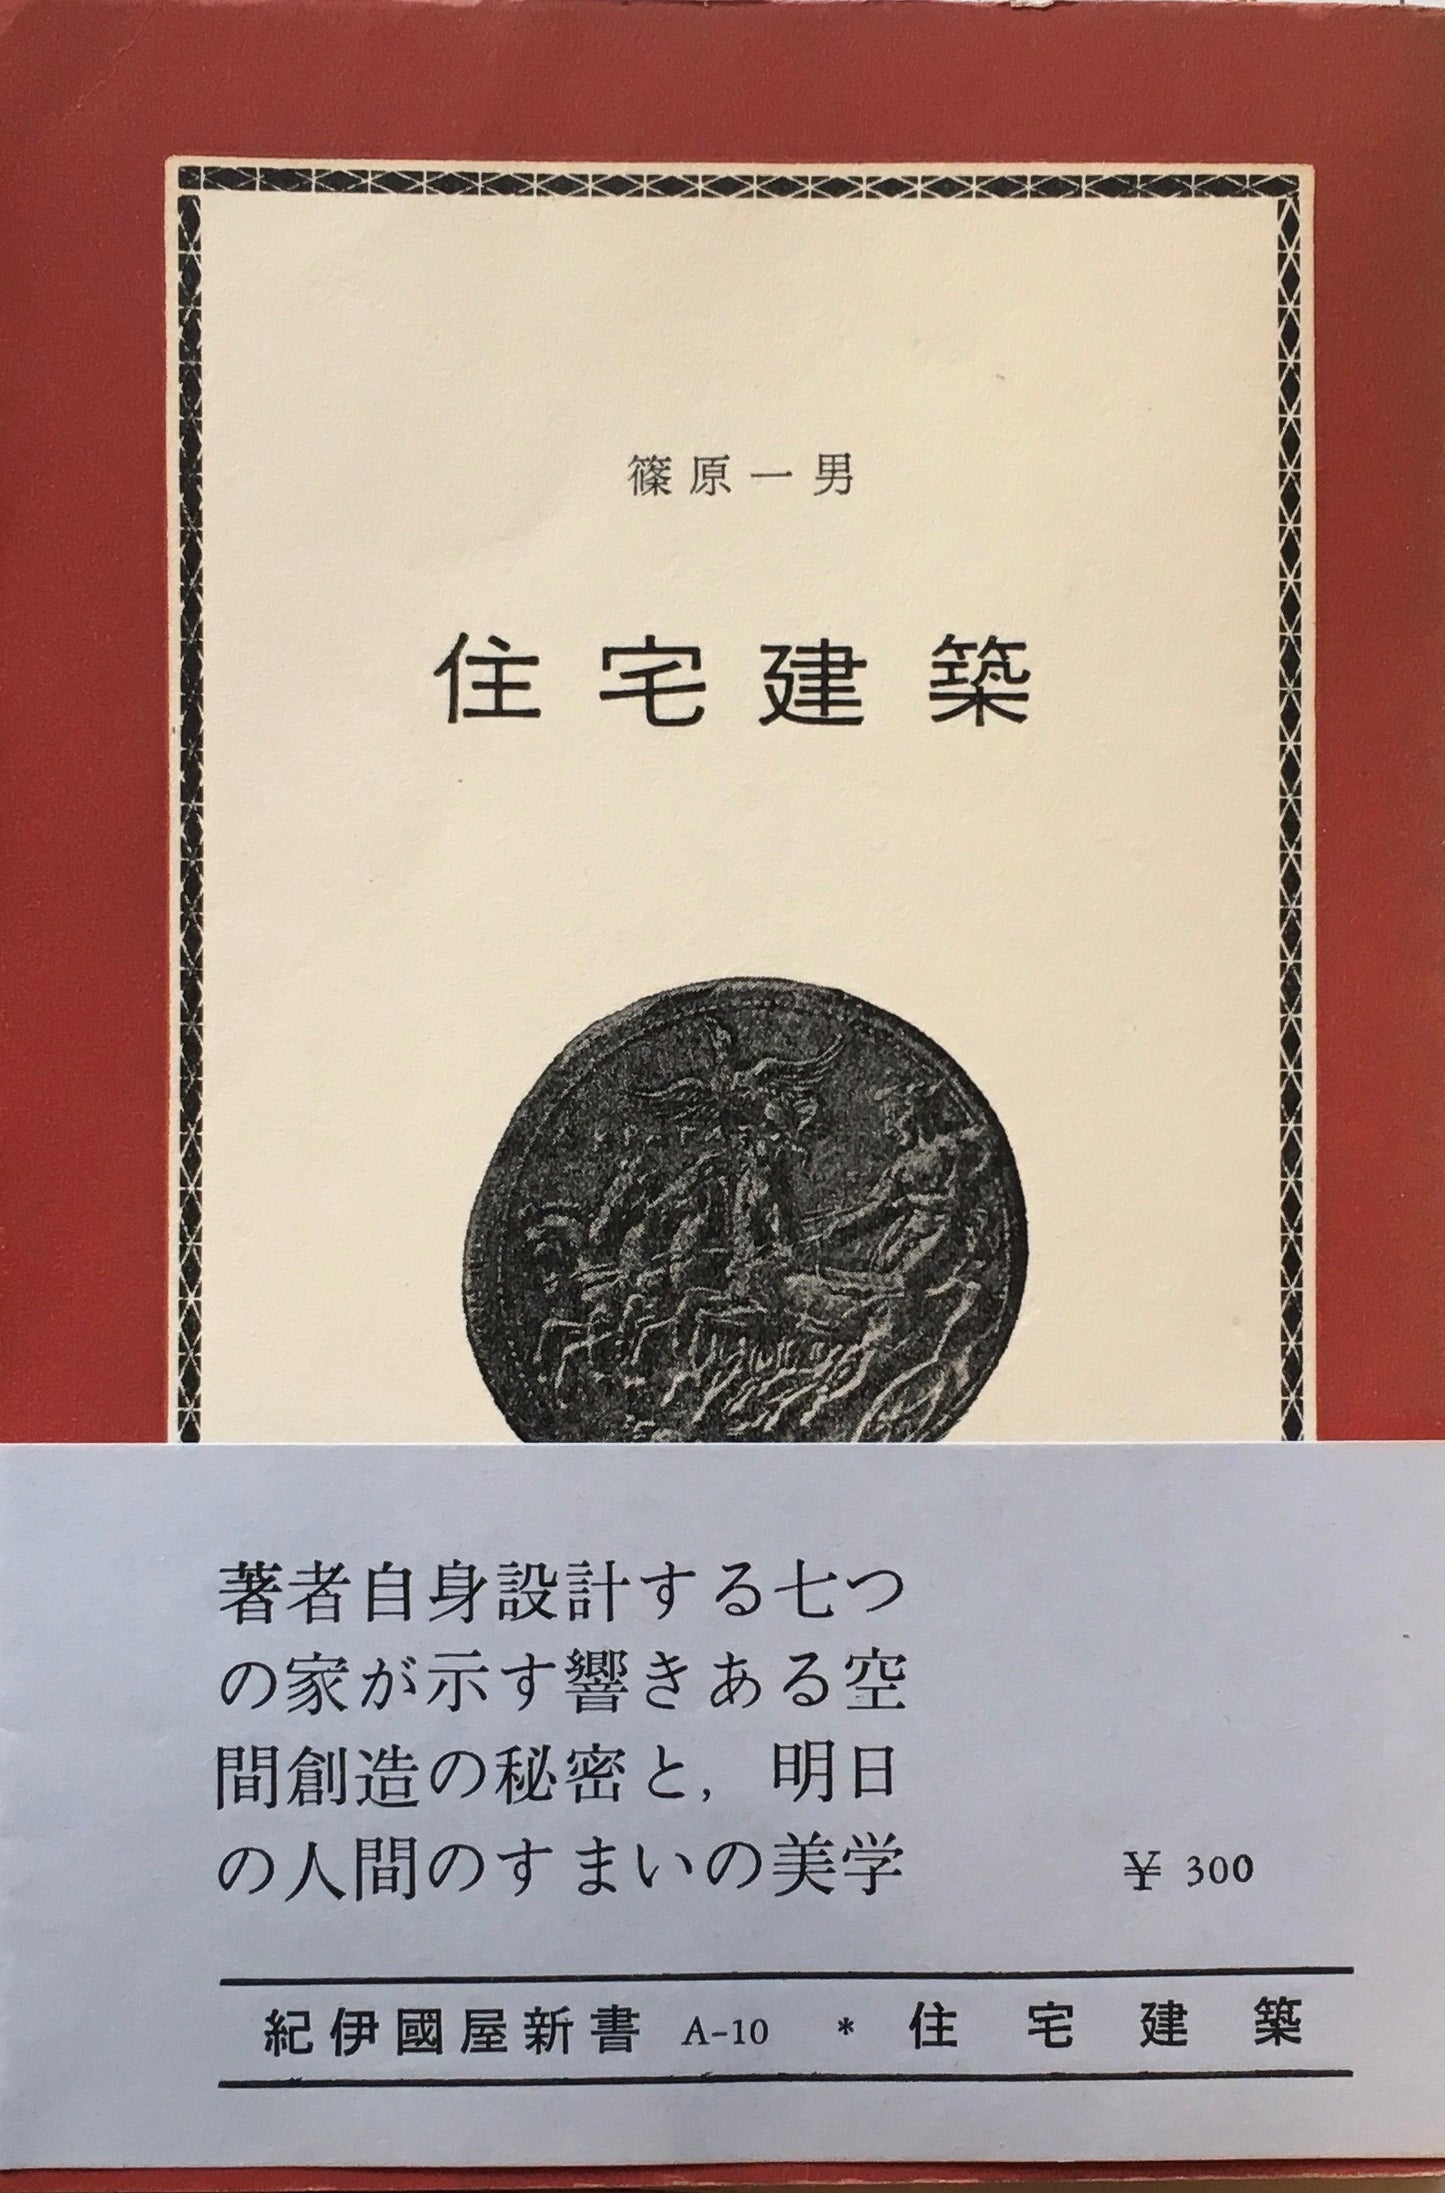 篠原一男
住宅建築
著者自身設計する七つ
の家が示す響きある空
間創造の秘密と，明日
の人間のすまいの美学
¥ 300
紀伊國屋新書 A-10 * 住宅建築